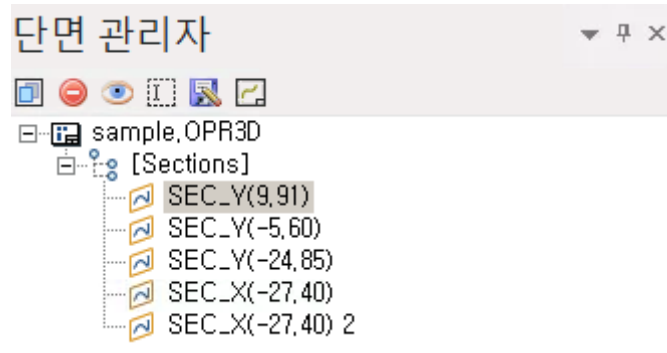 단면 관리자
sample,OPR3D
[Sections]
SEC_Y(9,91)
SEC_Y(-5,60)
SEC_Y(-24,85)
SEC_X(-27,40)
SEC_X(-27,40) 2